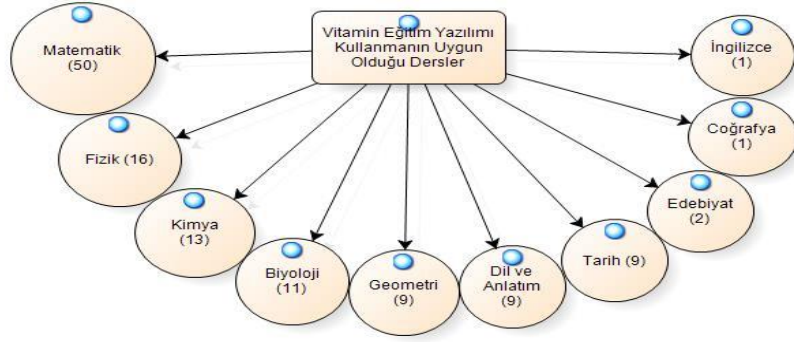 Vitamin Eğitim Yazılımı
Kullanmanın Uygun
Olduğu Dersler
Matematik
(50)
Fizik (16)
Kimya
(13)
Biyoloji
(11)
Geometri
(9)
Dil ve
Anlatım
(9)
Tarih (9)
Edebiyat
(2)
Coğrafya
(1)
İngilizce
(1)